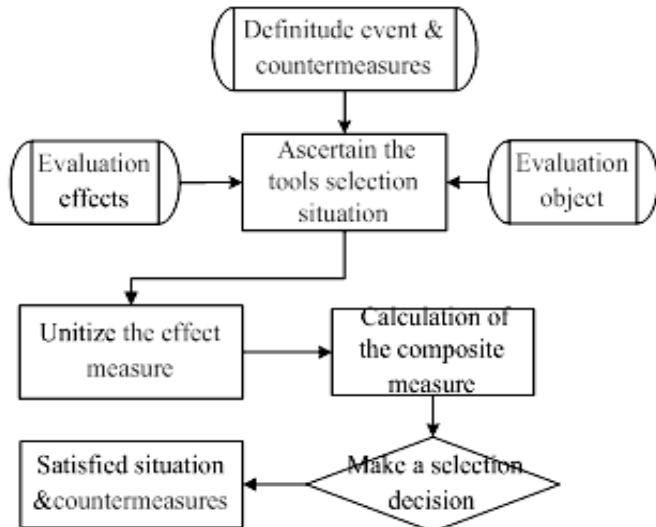 Definitude event &
countermeasures
Evaluation
effects
Ascertain the
tools selection
situation
Evaluation
object
Unitize the effect
measure
Calculation of
the composite
measure
Make a selection
decision
Satisfied situation
&countermeasures